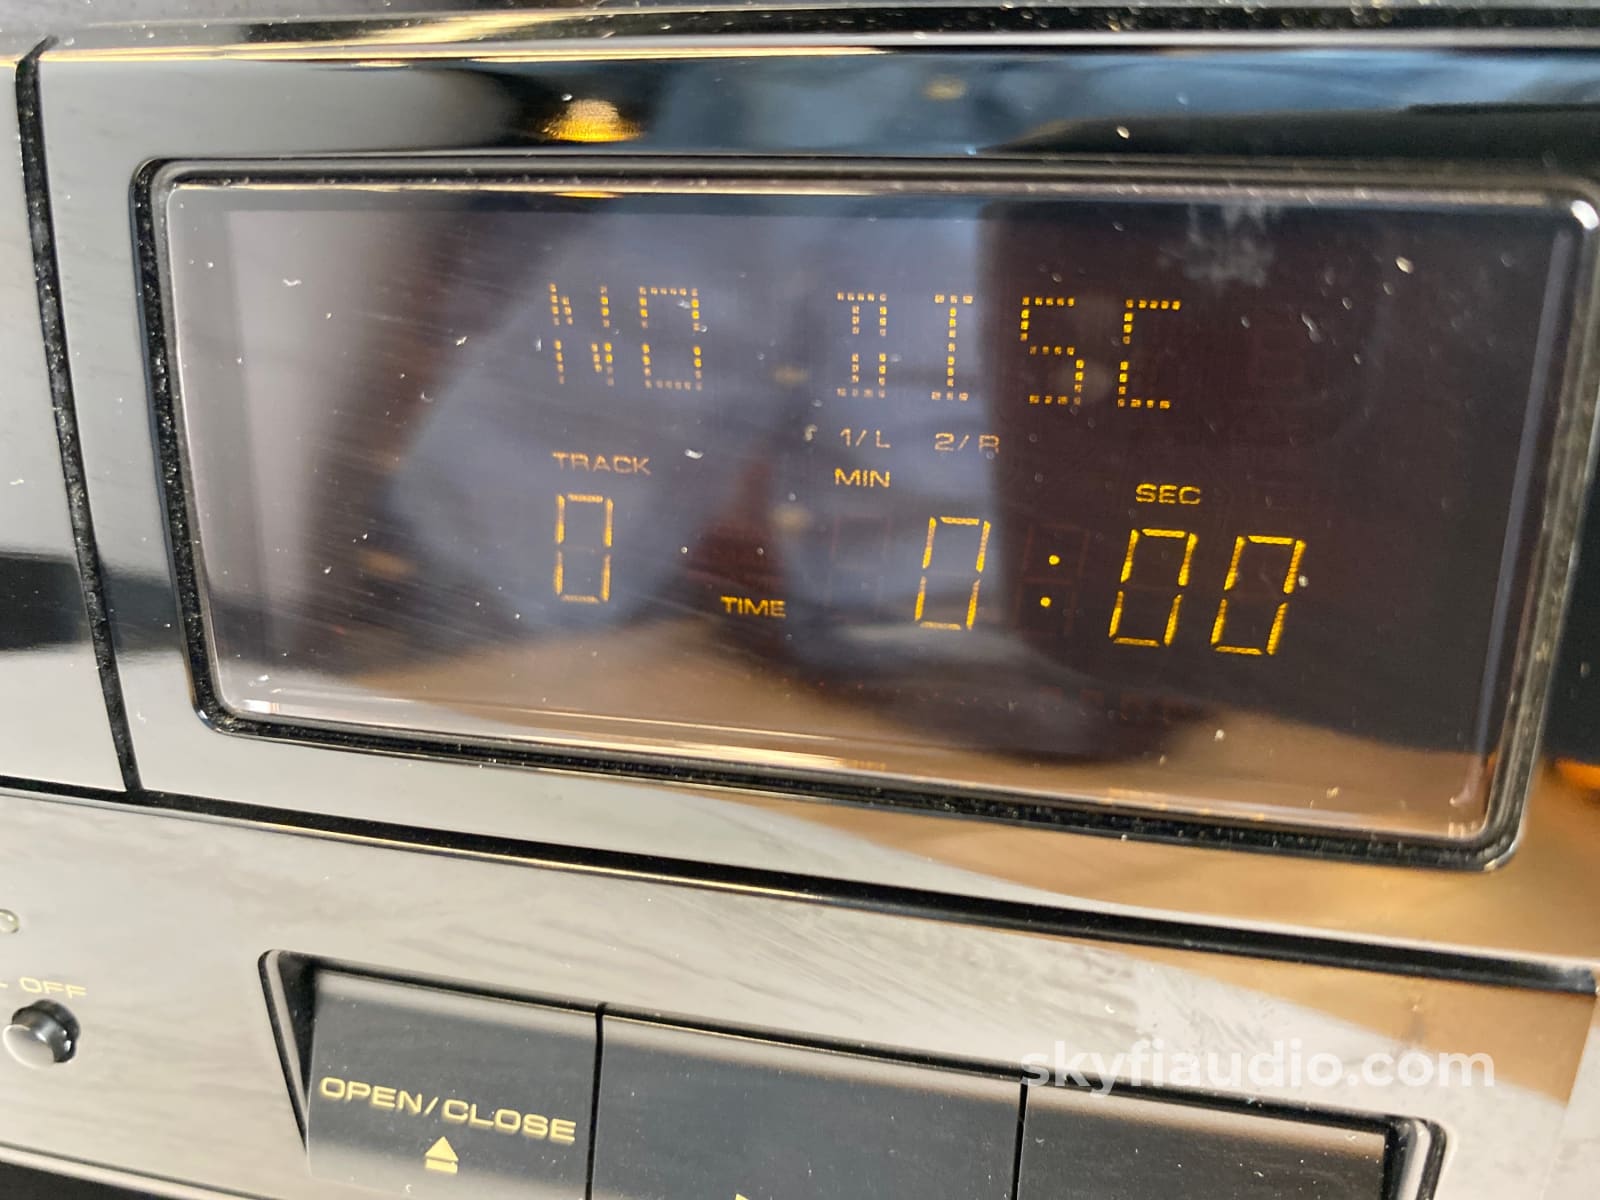 NO DISC
1/L 2/R
TRACK MIN SEC
0 TIME 0:00
OFF
OPEN/CLOSE
skyfiaudio.com